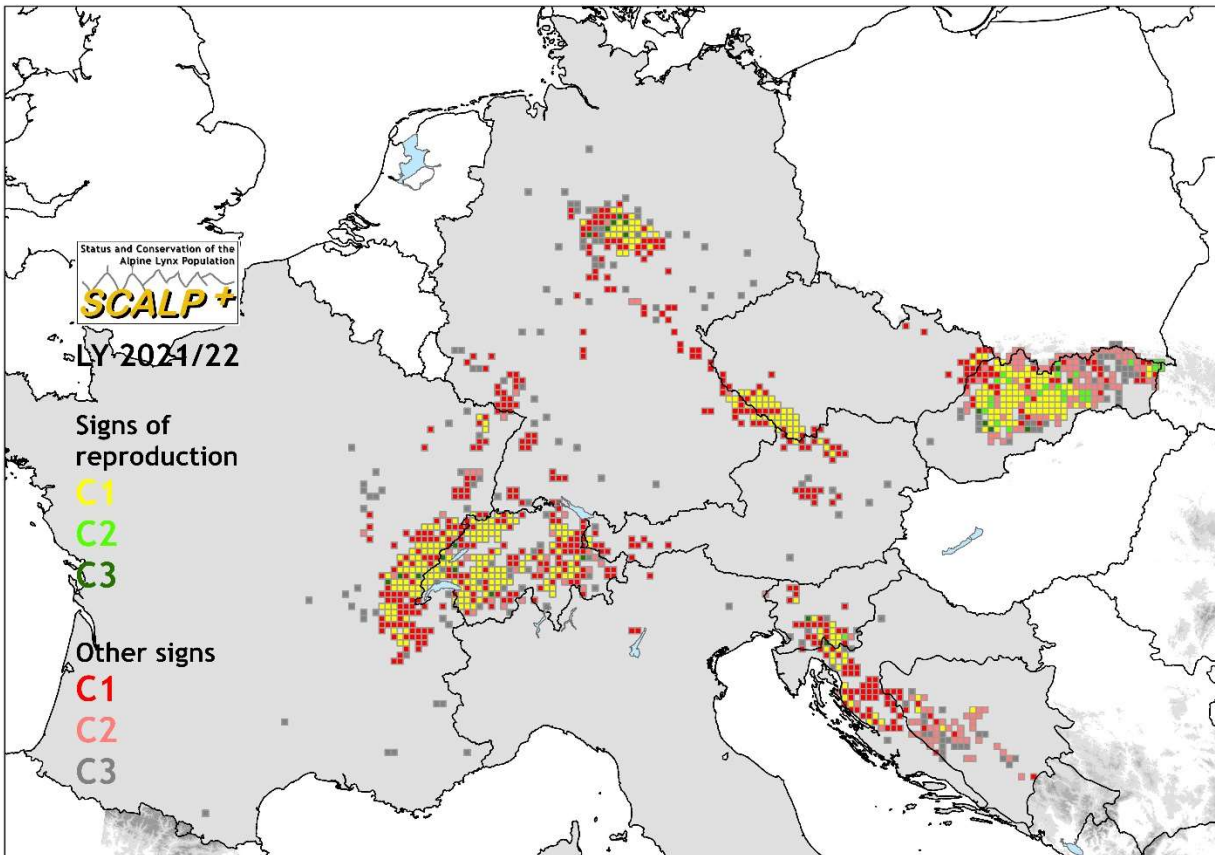 Status and Conservation of the
Alpine Lynx Population
SCALP +
LY 2021/22
Signs of
reproduction
C1
C2
C3
Other signs
C1
C2
C3